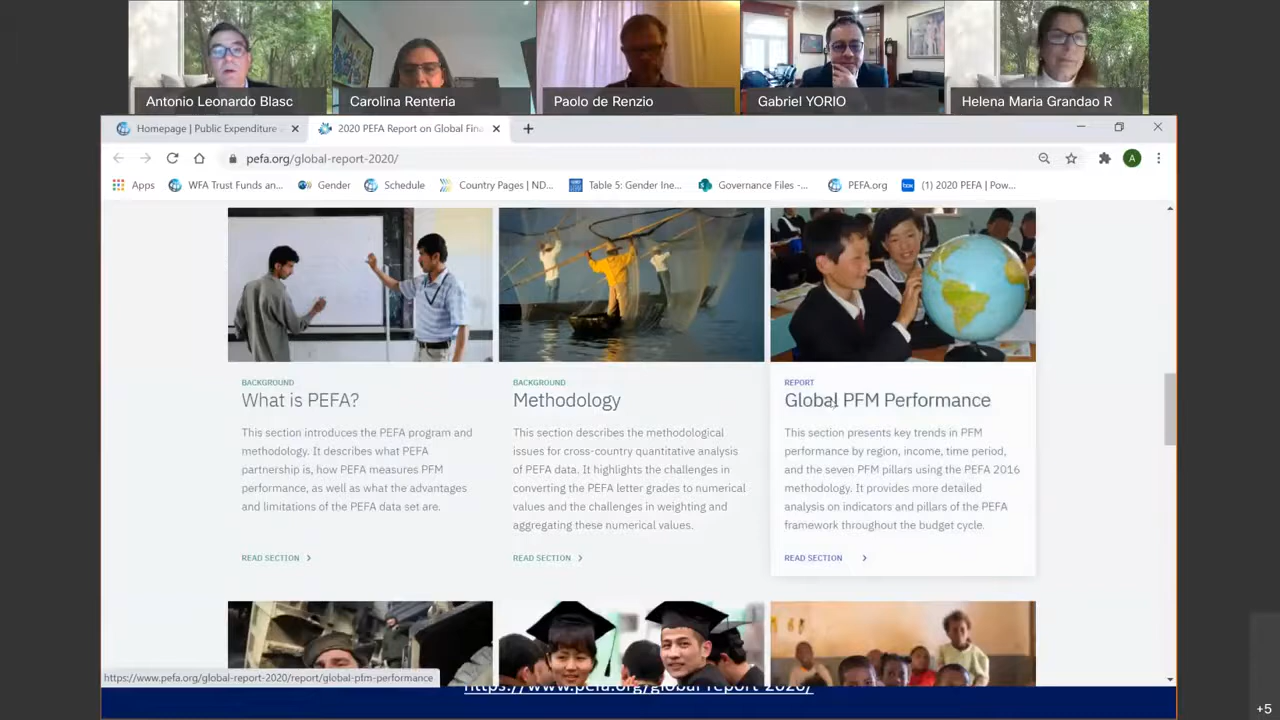 Antonio Leonardo Blasc
Carolina Renteria
Paolo de Renzio
Gabriel YORIO
Helena Maria Grandao R
Homepage | Public Expenditure
2020 PEFA Report on Global Fina
pefa.org/global-report-2020/
A
Apps
WFA Trust Funds an...
Gender
Schedule
Country Pages | ND...
Table 5: Gender Ine...
Governance Files -...
PEFA.org
(1) 2020 PEFA | Pow...
BACKGROUND
What is PEFA?
This section introduces the PEFA program and
methodology. It describes what PEFA
partnership is, how PEFA measures PFM
performance, as well as what the advantages
and limitations of the PEFA data set are.
READ SECTION
BACKGROUND
Methodology
This section describes the methodological
issues for cross-country quantitative analysis
of PEFA data. It highlights the challenges in
converting the PEFA letter grades to numerical
values and the challenges in weighting and
aggregating these numerical values.
READ SECTION
REPORT
Global PFM Performance
This section presents key trends in PFM
performance by region, income, time period,
and the seven PFM pillars using the PEFA 2016
methodology. It provides more detailed
analysis on indicators and pillars of the PEFA
framework throughout the budget cycle.
READ SECTION
https://www.pefa.org/global-report-2020/report/global-pfm-performance
https://www.pefa.org/global-report-2020/
+5